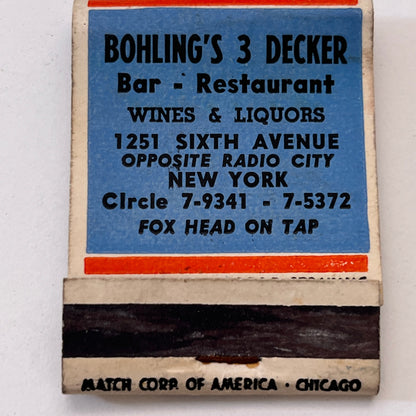 BOHLING'S 3 DECKER
Bar - Restaurant
WINES & LIQUORS
1251 SIXTH AVENUE
OPPOSITE RADIO CITY
NEW YORK
CIrcle 7-9341 - 7-5372
FOX HEAD ON TAP
MATCH CORP. OF AMERICA · CHICAGO